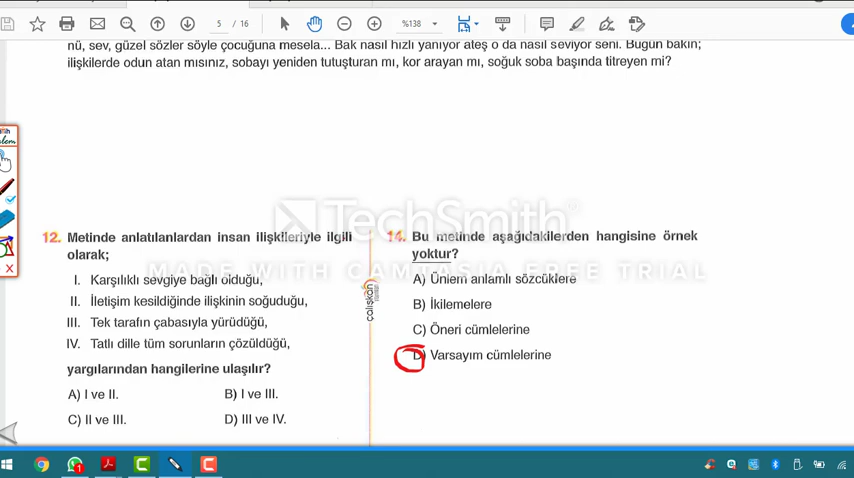 5 / 16
%138
nü, sev, güzel sözler söyle çocuğuna mesela... Bak nasıl hızlı yanıyor ateş o da nasıl seviyor seni. Bugün bakın;
ilişkilerde odun atan mısınız, sobayı yeniden tutuşturan mı, kor arayan mı, soğuk soba başında titreyen mi?
TechSmith
MADE WITH CAMTASIA FREE TRIAL
12. Metinde anlatılanlardan insan ilişkileriyle ilgili
olarak;
I. Karşılıklı sevgiye bağlı olduğu,
II. İletişim kesildiğinde ilişkinin soğuduğu,
III. Tek tarafın çabasıyla yürüdüğü,
IV. Tatlı dille tüm sorunların çözüldüğü,
yargılarından hangilerine ulaşılır?
A) I ve II.
B) I ve III.
C) II ve III.
D) III ve IV.
çalışkan
14. Bu metinde aşağıdakilerden hangisine örnek
yoktur?
A) Ünlem anlamlı sözcüklere
B) İkilemelere
C) Öneri cümlelerine
D) Varsayım cümlelerine